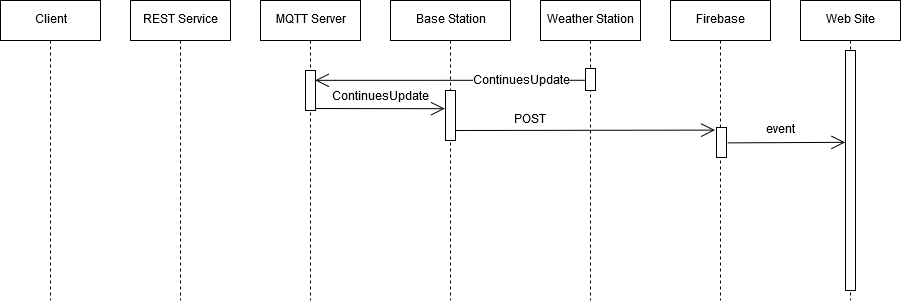 Client
REST Service
MQTT Server
Base Station
Weather Station
Firebase
Web Site
ContinuesUpdate
ContinuesUpdate
POST
event